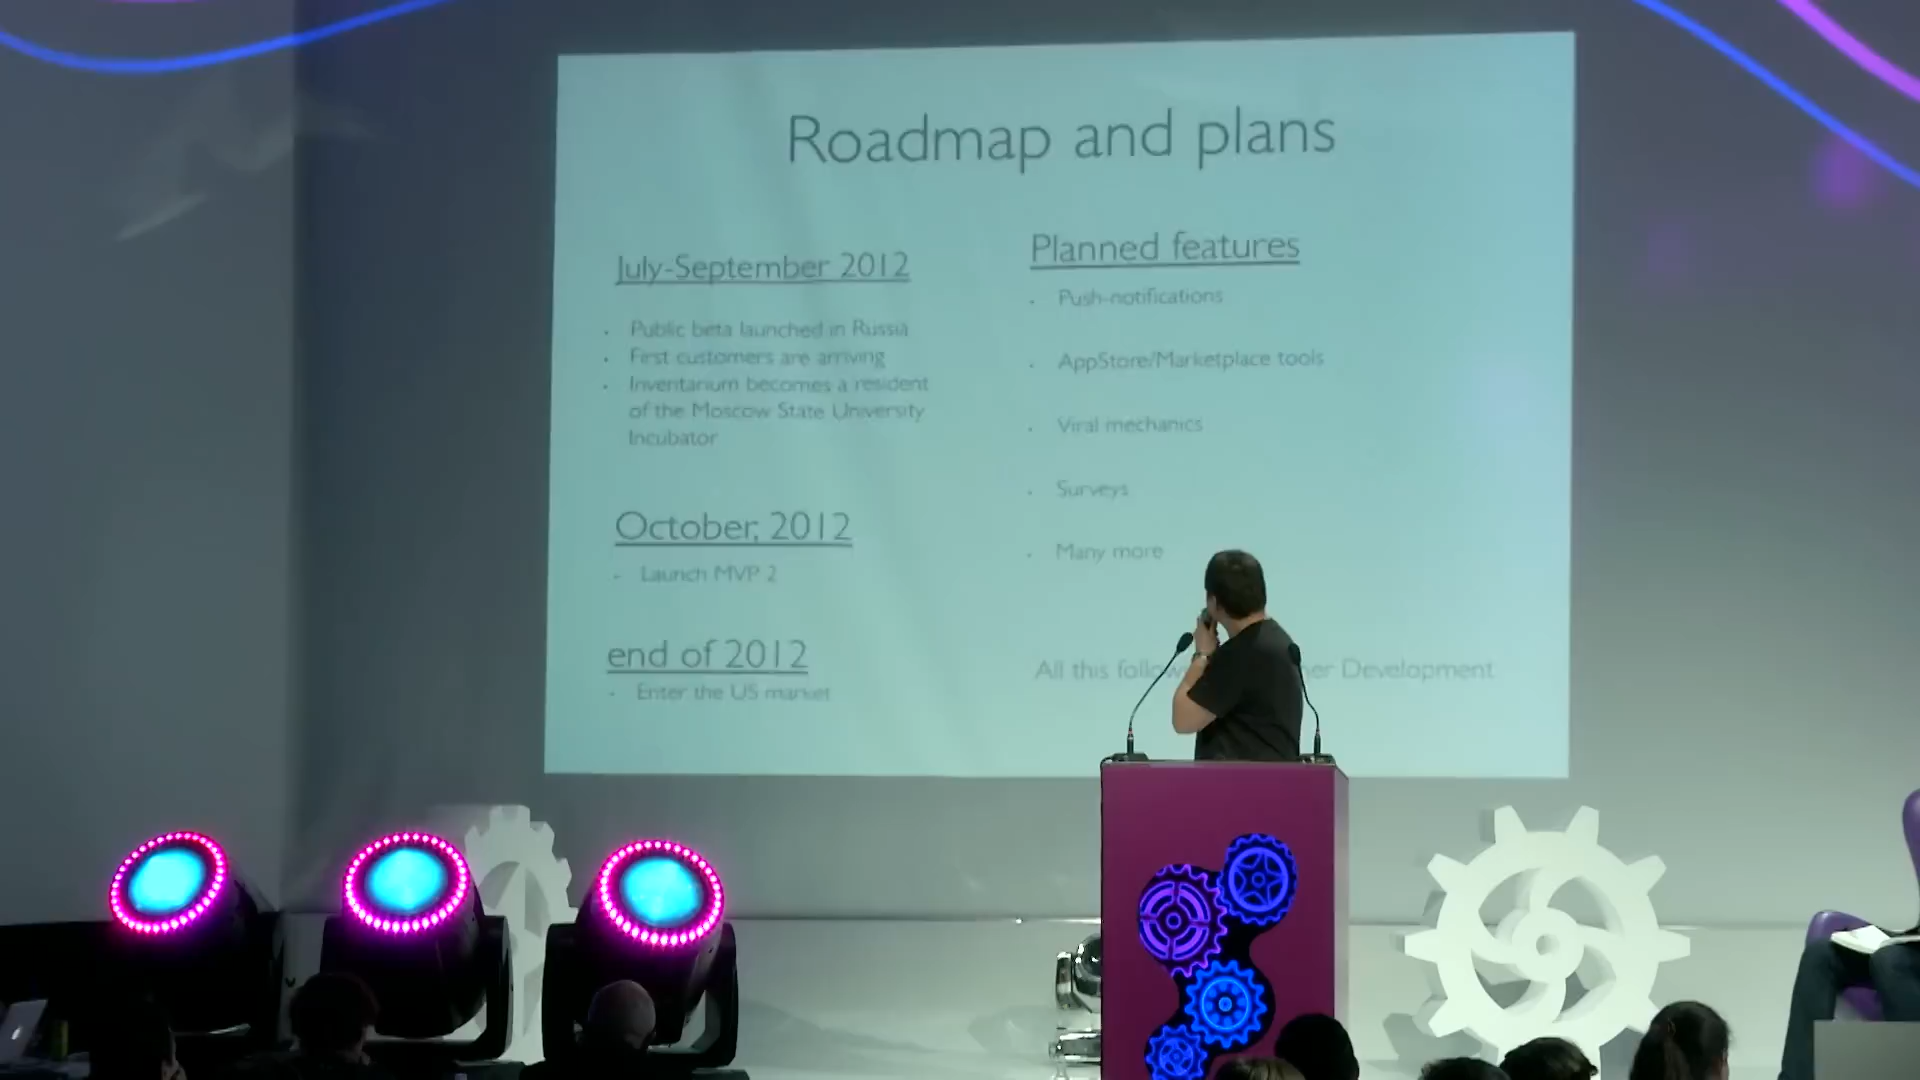 Roadmap and plans
July-September 2012
Public beta launched in Russia
First customers are arriving
Inventarium becomes a resident
of the Moscow State University
Incubator
October, 2012
Launch MVP 2
end of 2012
Enter the US market
Planned features
Push-notifications
AppStore/Marketplace tools
Viral mechanics
Surveys
Many more
All this Development